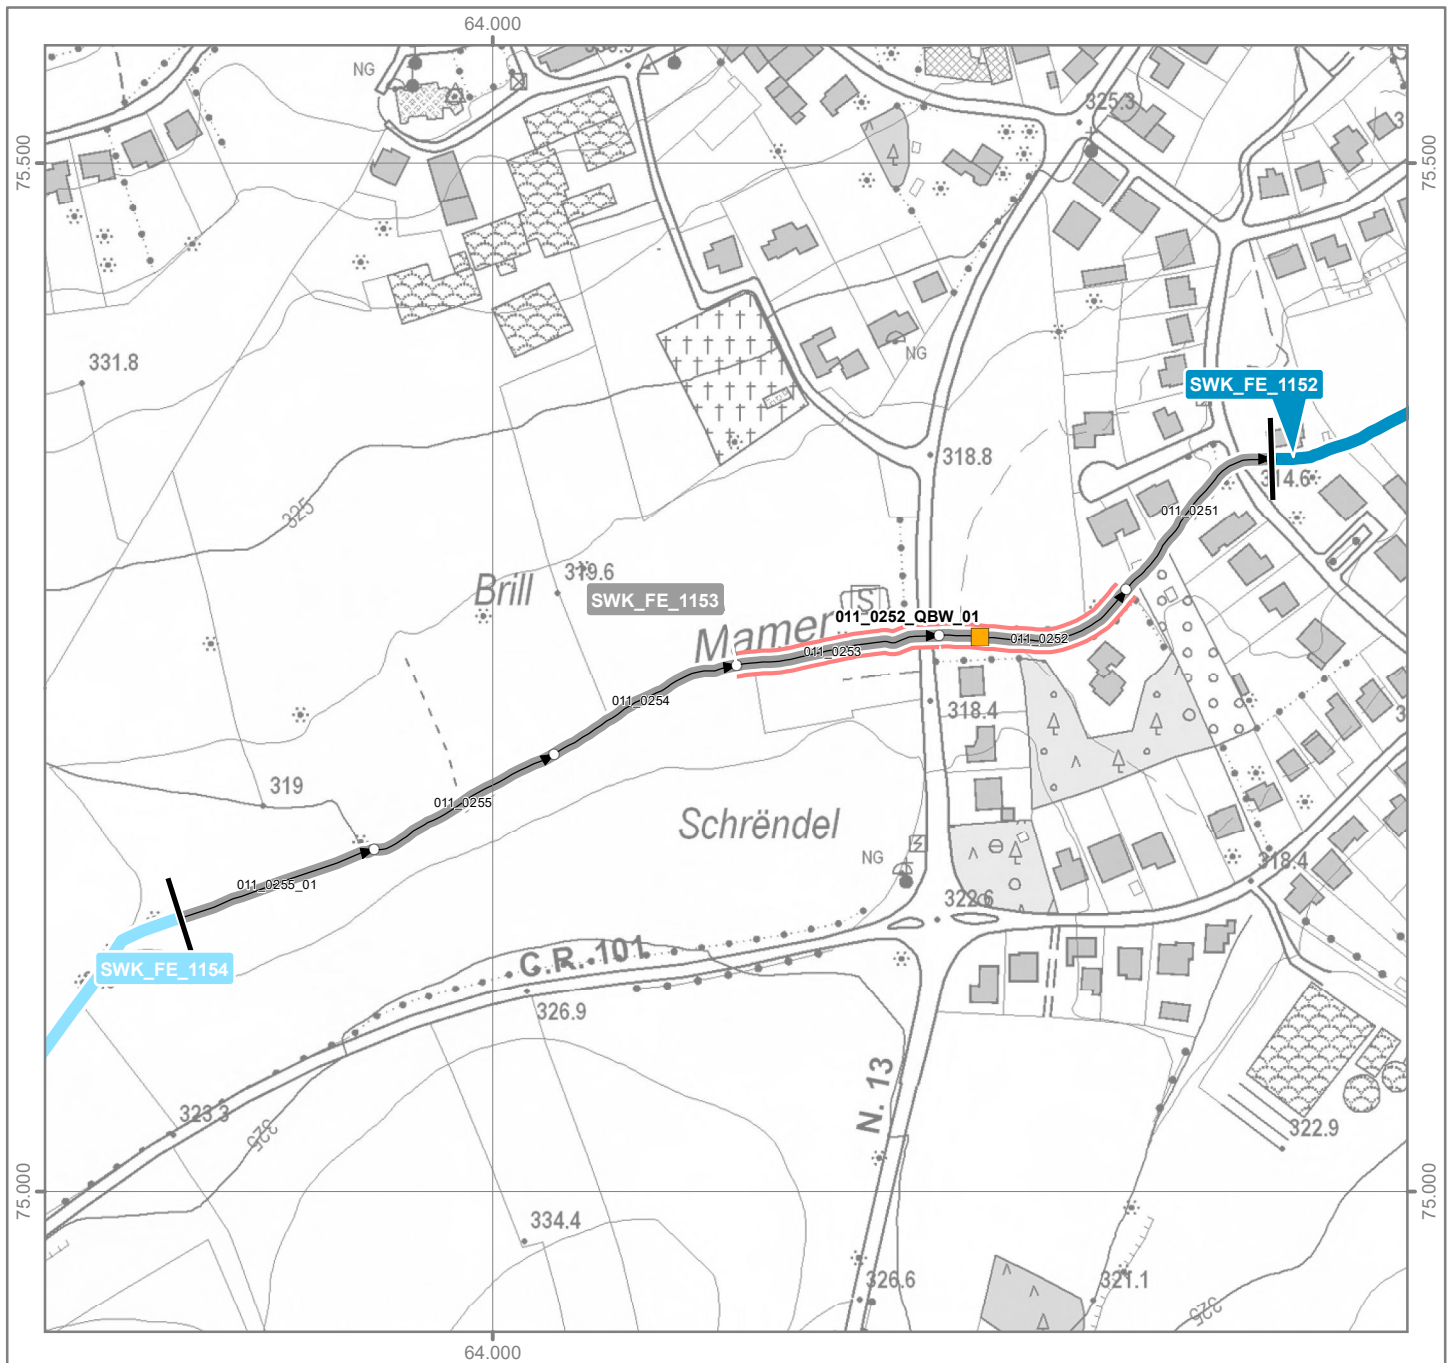 64.000
NG
325.3
75.500
75.500
NG
331.8
SWK_FE_1152
318.8
314.6
325
011_0251
319.6
Brill
SWK_FE_1153
S
011_0252_QBW_01
Mamer
011_0252
011_0253
011_0254
318.4
319
011_0255
Schrëndel
NG
318.4
011_0255_01
322.6
C.R. 101
SWK_FE_1154
326.9
N. 13
323.3
325
322.9
75.000
75.000
334.4
326.6
321.1
325
64.000